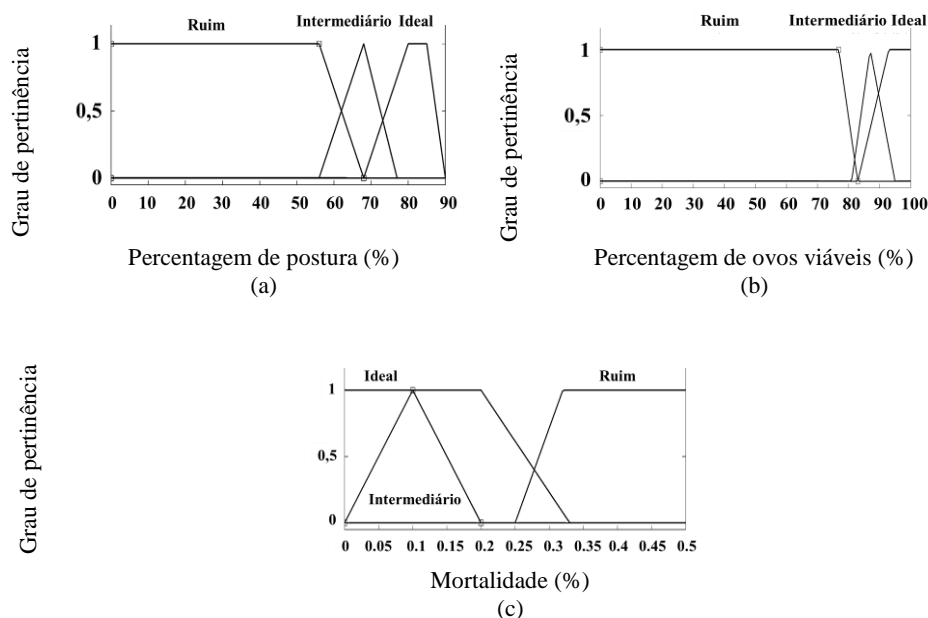 Ruim Intermediário Ideal
Grau de pertinência
1
0,5
0
0 10 20 30 40 50 60 70 80 90
Percentagem de postura (%)
(a)
Ruim Intermediário Ideal
Grau de pertinência
1
0,5
0
0 10 20 30 40 50 60 70 80 90 100
Percentagem de ovos viáveis (%)
(b)
Ideal Ruim
Grau de pertinência
1
0,5
Intermediário
0
0 0.05 0.1 0.15 0.2 0.25 0.3 0.35 0.4 0.45 0.5
Mortalidade (%)
(c)